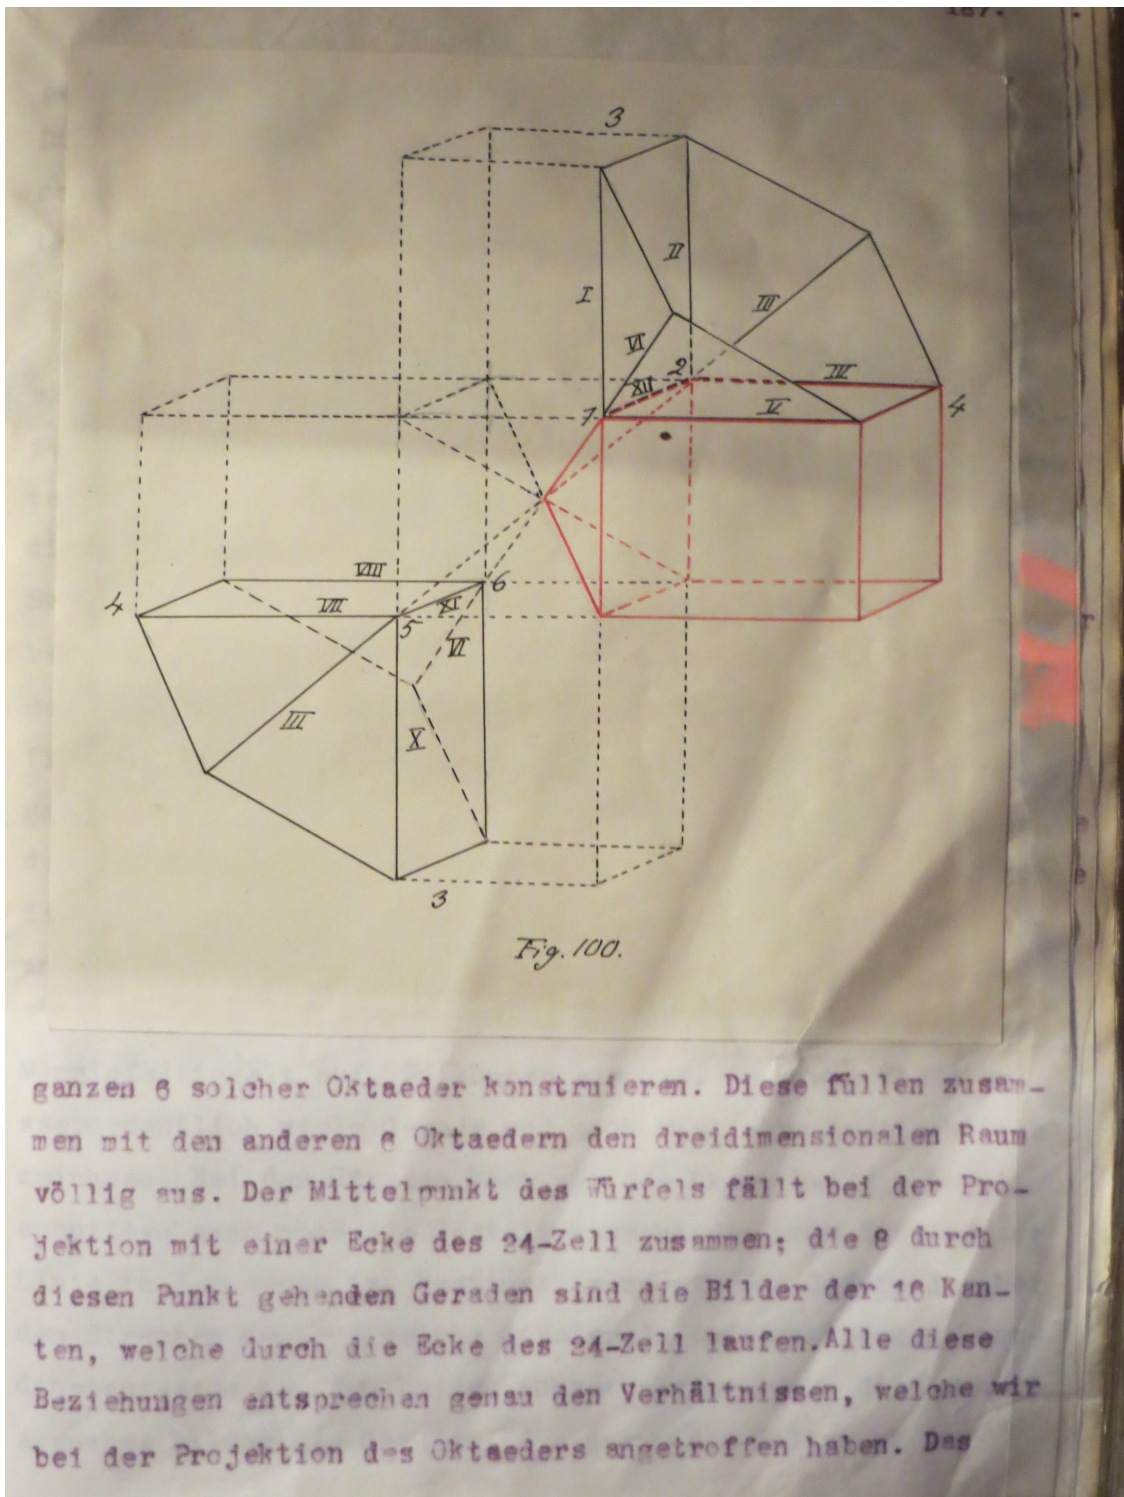 187.
3
II
I
III
VI
2
IV
XII
V
1
4
VIII
6
4
VII
XI
5
VI
III
X
3
Fig. 100.
ganzen 6 solcher Oktaeder konstruieren. Diese füllen zusam-
men mit den anderen 6 Oktaedern den dreidimensionalen Raum
völlig aus. Der Mittelpunkt des Würfels fällt bei der Pro-
jektion mit einer Ecke des 24-Zell zusammen; die 8 durch
diesen Punkt gehenden Geraden sind die Bilder der 16 Kan-
ten, welche durch die Ecke des 24-Zell laufen.Alle diese
Beziehungen entsprechen genau den Verhältnissen, welche wir
bei der Projektion des Oktaeders angetroffen haben. Das